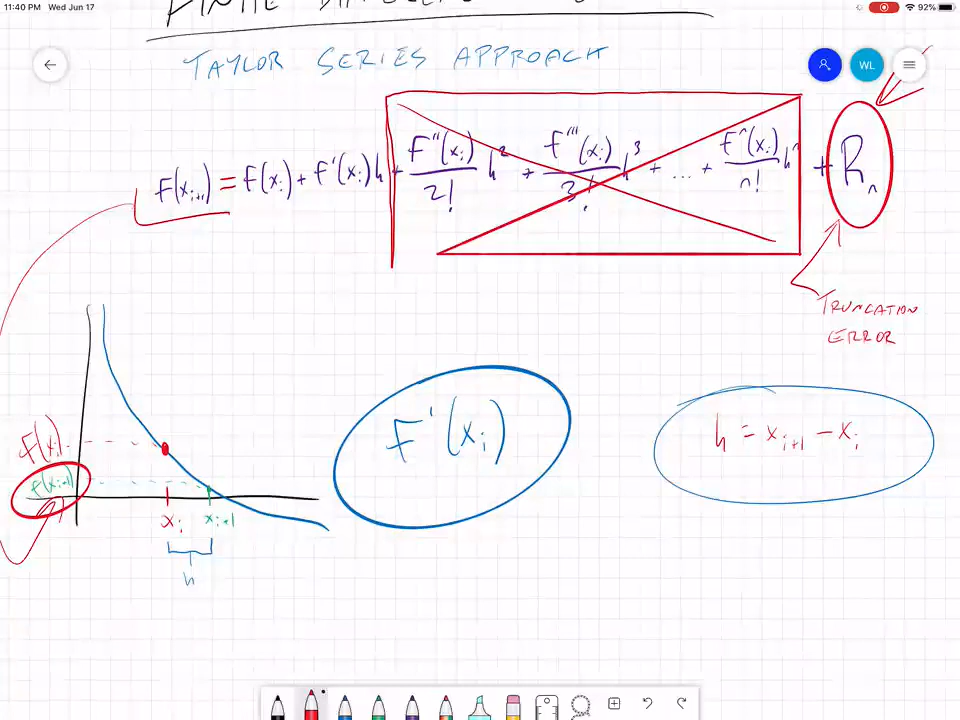 11:40 PM Wed Jun 17
92%
FINITE
TAYLOR SERIES APPROACH
WL
F(xᵢ₊₁) = F(xᵢ) + F'(xᵢ)h + F''(xᵢ)/2! h² + F'''(xᵢ)/3! h³ + ... + Fⁿ(xᵢ)/n! hⁿ + Rₙ
TRUNCATION
ERROR
F(xᵢ)
F(xᵢ₊₁)
F'(xᵢ)
h = xᵢ₊₁ - xᵢ
xᵢ xᵢ₊₁
h